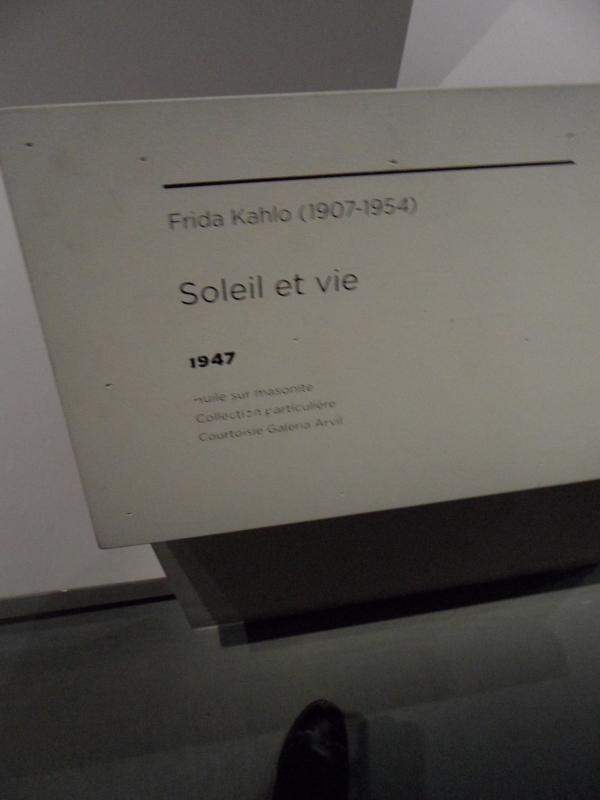 Frida Kahlo (1907-1954)
Soleil et vie
1947
Huile sur masonite
Collection particulière
Courtoisie Galeria Arvil